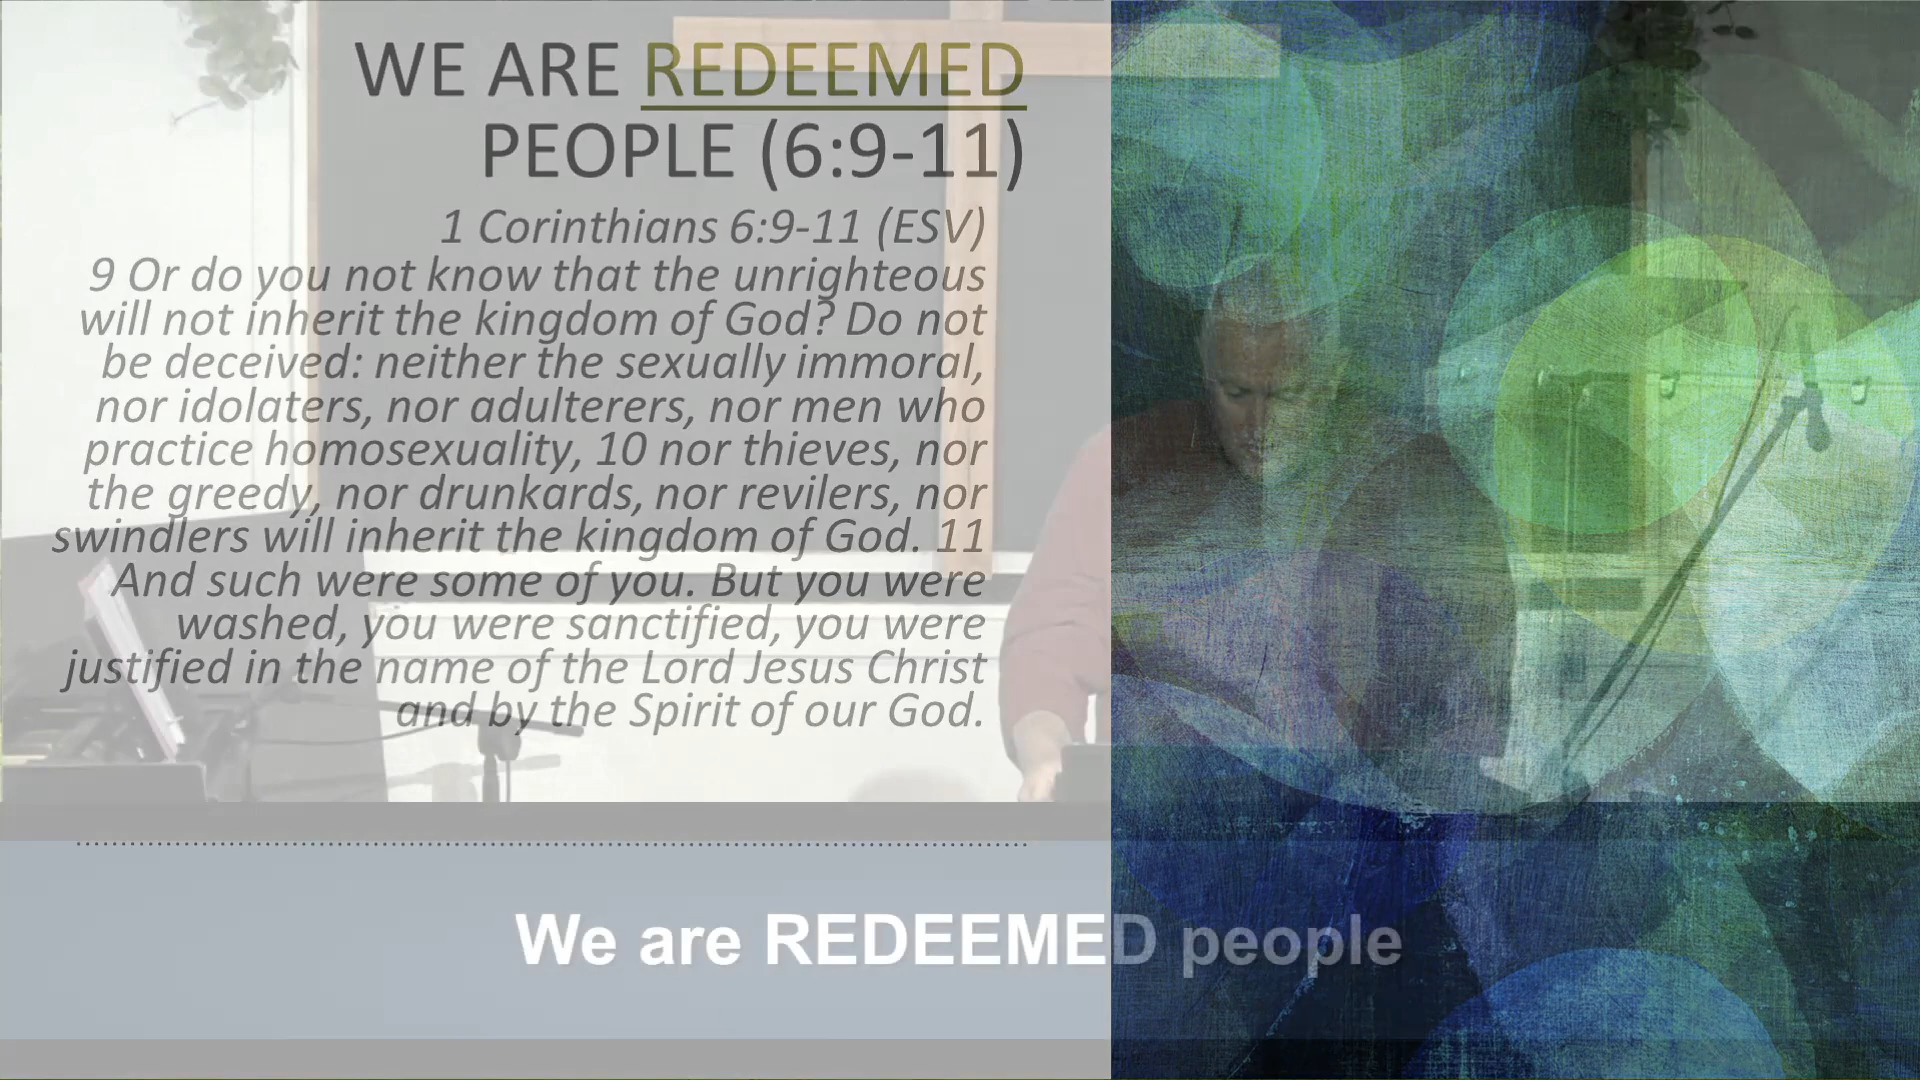 WE ARE REDEEMED
PEOPLE (6:9-11)
1 Corinthians 6:9-11 (ESV)
9 Or do you not know that the unrighteous
will not inherit the kingdom of God? Do not
be deceived: neither the sexually immoral,
nor idolaters, nor adulterers, nor men who
practice homosexuality, 10 nor thieves, nor
the greedy, nor drunkards, nor revilers, nor
swindlers will inherit the kingdom of God. 11
And such were some of you. But you were
washed, you were sanctified, you were
justified in the name of the Lord Jesus Christ
and by the Spirit of our God.
We are REDEEMED people